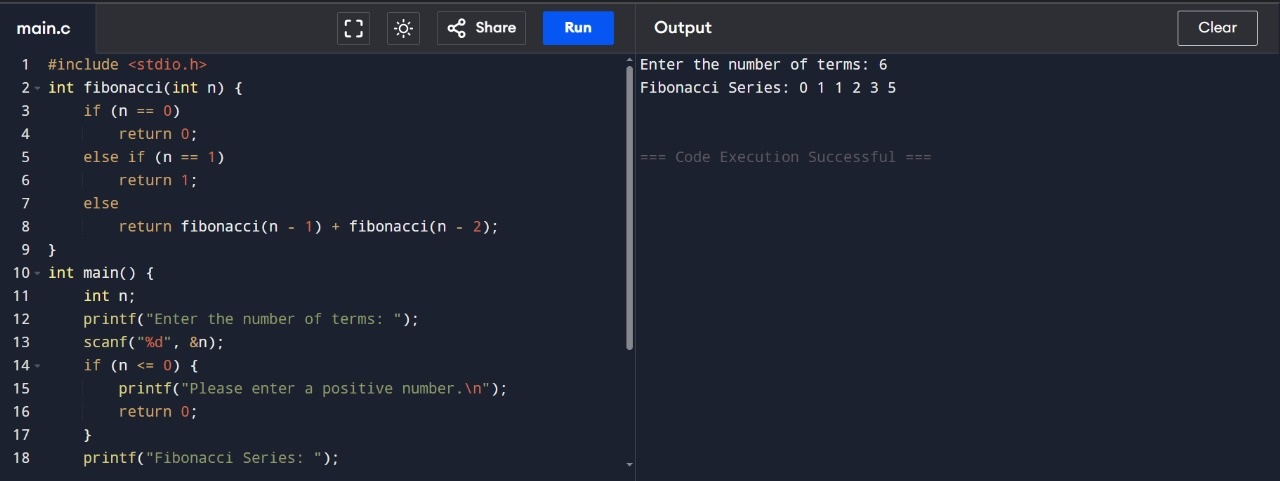 main.c
Share
Run
Output
Clear
1 #include <stdio.h>
2 int fibonacci(int n) {
3     if (n == 0)
4         return 0;
5     else if (n == 1)
6         return 1;
7     else
8         return fibonacci(n - 1) + fibonacci(n - 2);
9 }
10 int main() {
11     int n;
12     printf("Enter the number of terms: ");
13     scanf("%d", &n);
14     if (n <= 0) {
15         printf("Please enter a positive number.\n");
16         return 0;
17     }
18     printf("Fibonacci Series: ");
Enter the number of terms: 6
Fibonacci Series: 0 1 1 2 3 5
=== Code Execution Successful ===